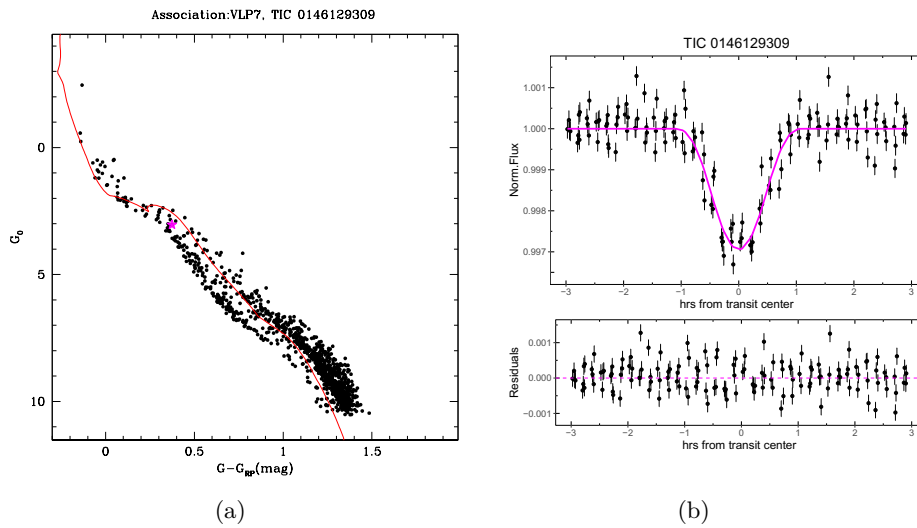 Association:VLP7, TIC 0146129309
G₀
0
5
10
0
0.5
1
1.5
G−G_RP(mag)
(a)
TIC 0146129309
Norm.Flux
1.001
1.000
0.999
0.998
0.997
-3
-2
-1
0
1
2
3
hrs from transit center
Residuals
0.001
0.000
-0.001
-3
-2
-1
0
1
2
3
hrs from transit center
(b)